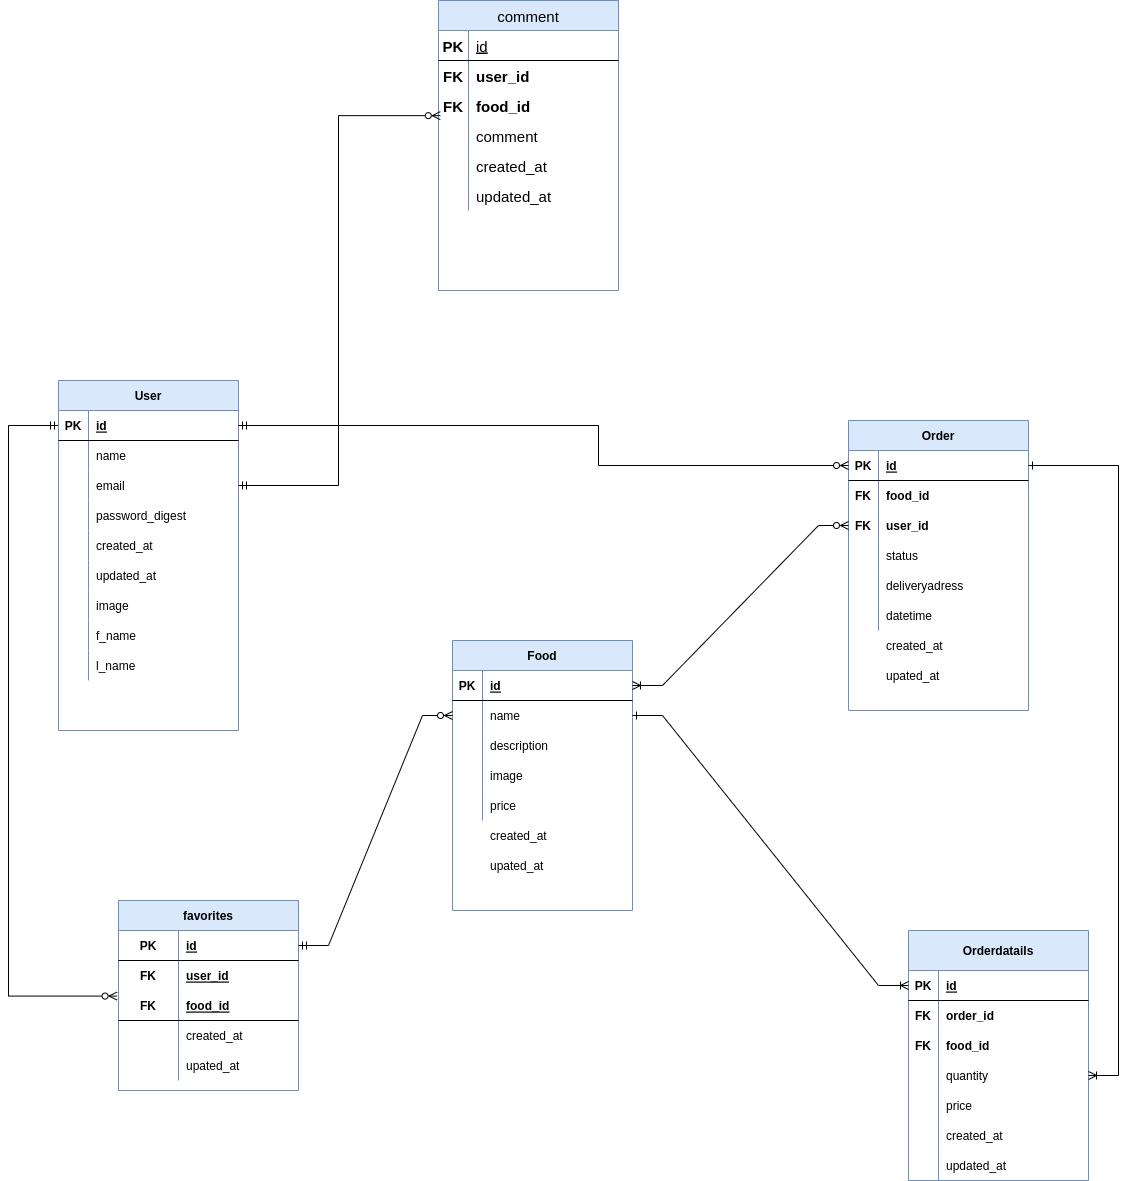 comment
PK id
FK user_id
FK food_id
comment
created_at
updated_at
User
PK id
name
email
password_digest
created_at
updated_at
image
f_name
l_name
Order
PK id
FK food_id
FK user_id
status
deliveryadress
datetime
created_at
upated_at
Food
PK id
name
description
image
price
created_at
upated_at
favorites
PK id
FK user_id
FK food_id
created_at
upated_at
Orderdatails
PK id
FK order_id
FK food_id
quantity
price
created_at
updated_at